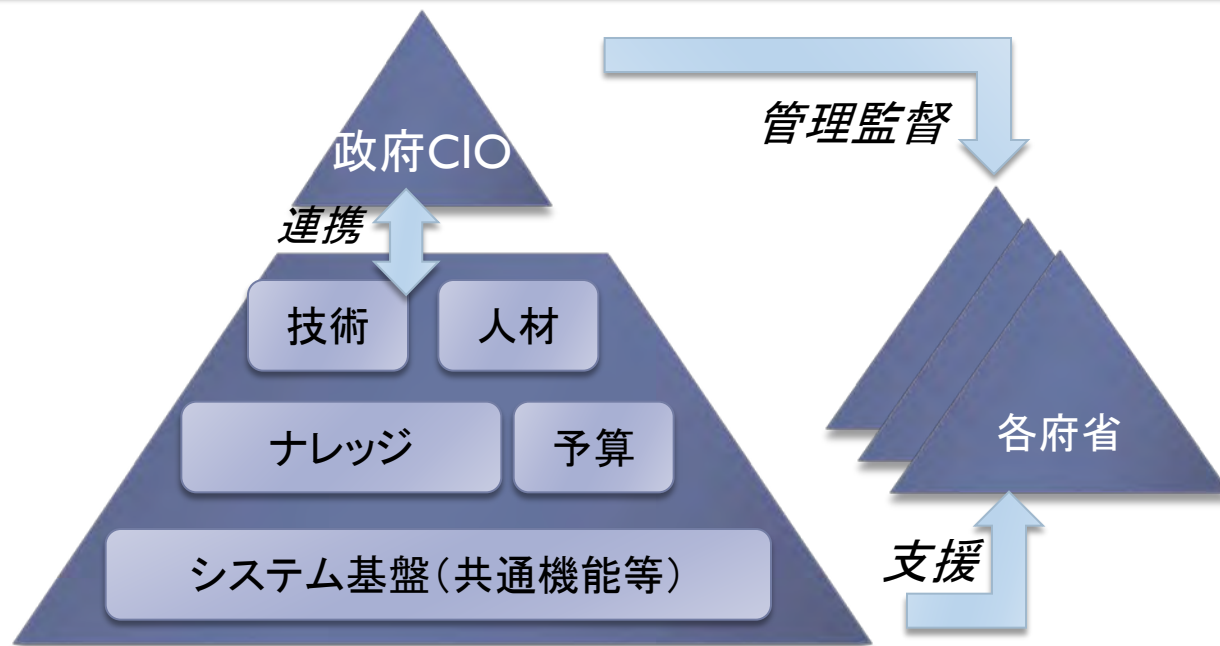 政府CIO
管理監督
連携
技術
人材
ナレッジ
予算
各府省
システム基盤(共通機能等)
支援